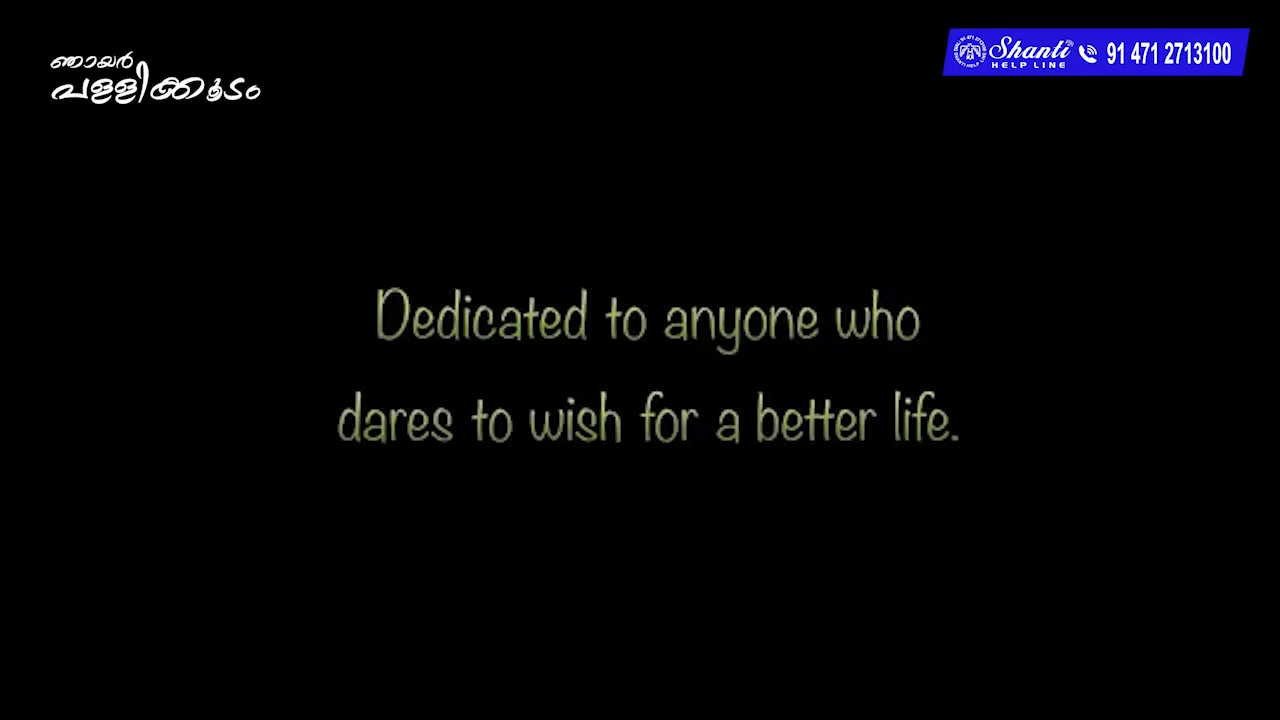 ഞായർ
പള്ളിക്കൂടം
Shanti
HELP LINE
91 471 2713100
Dedicated to anyone who
dares to wish for a better life.